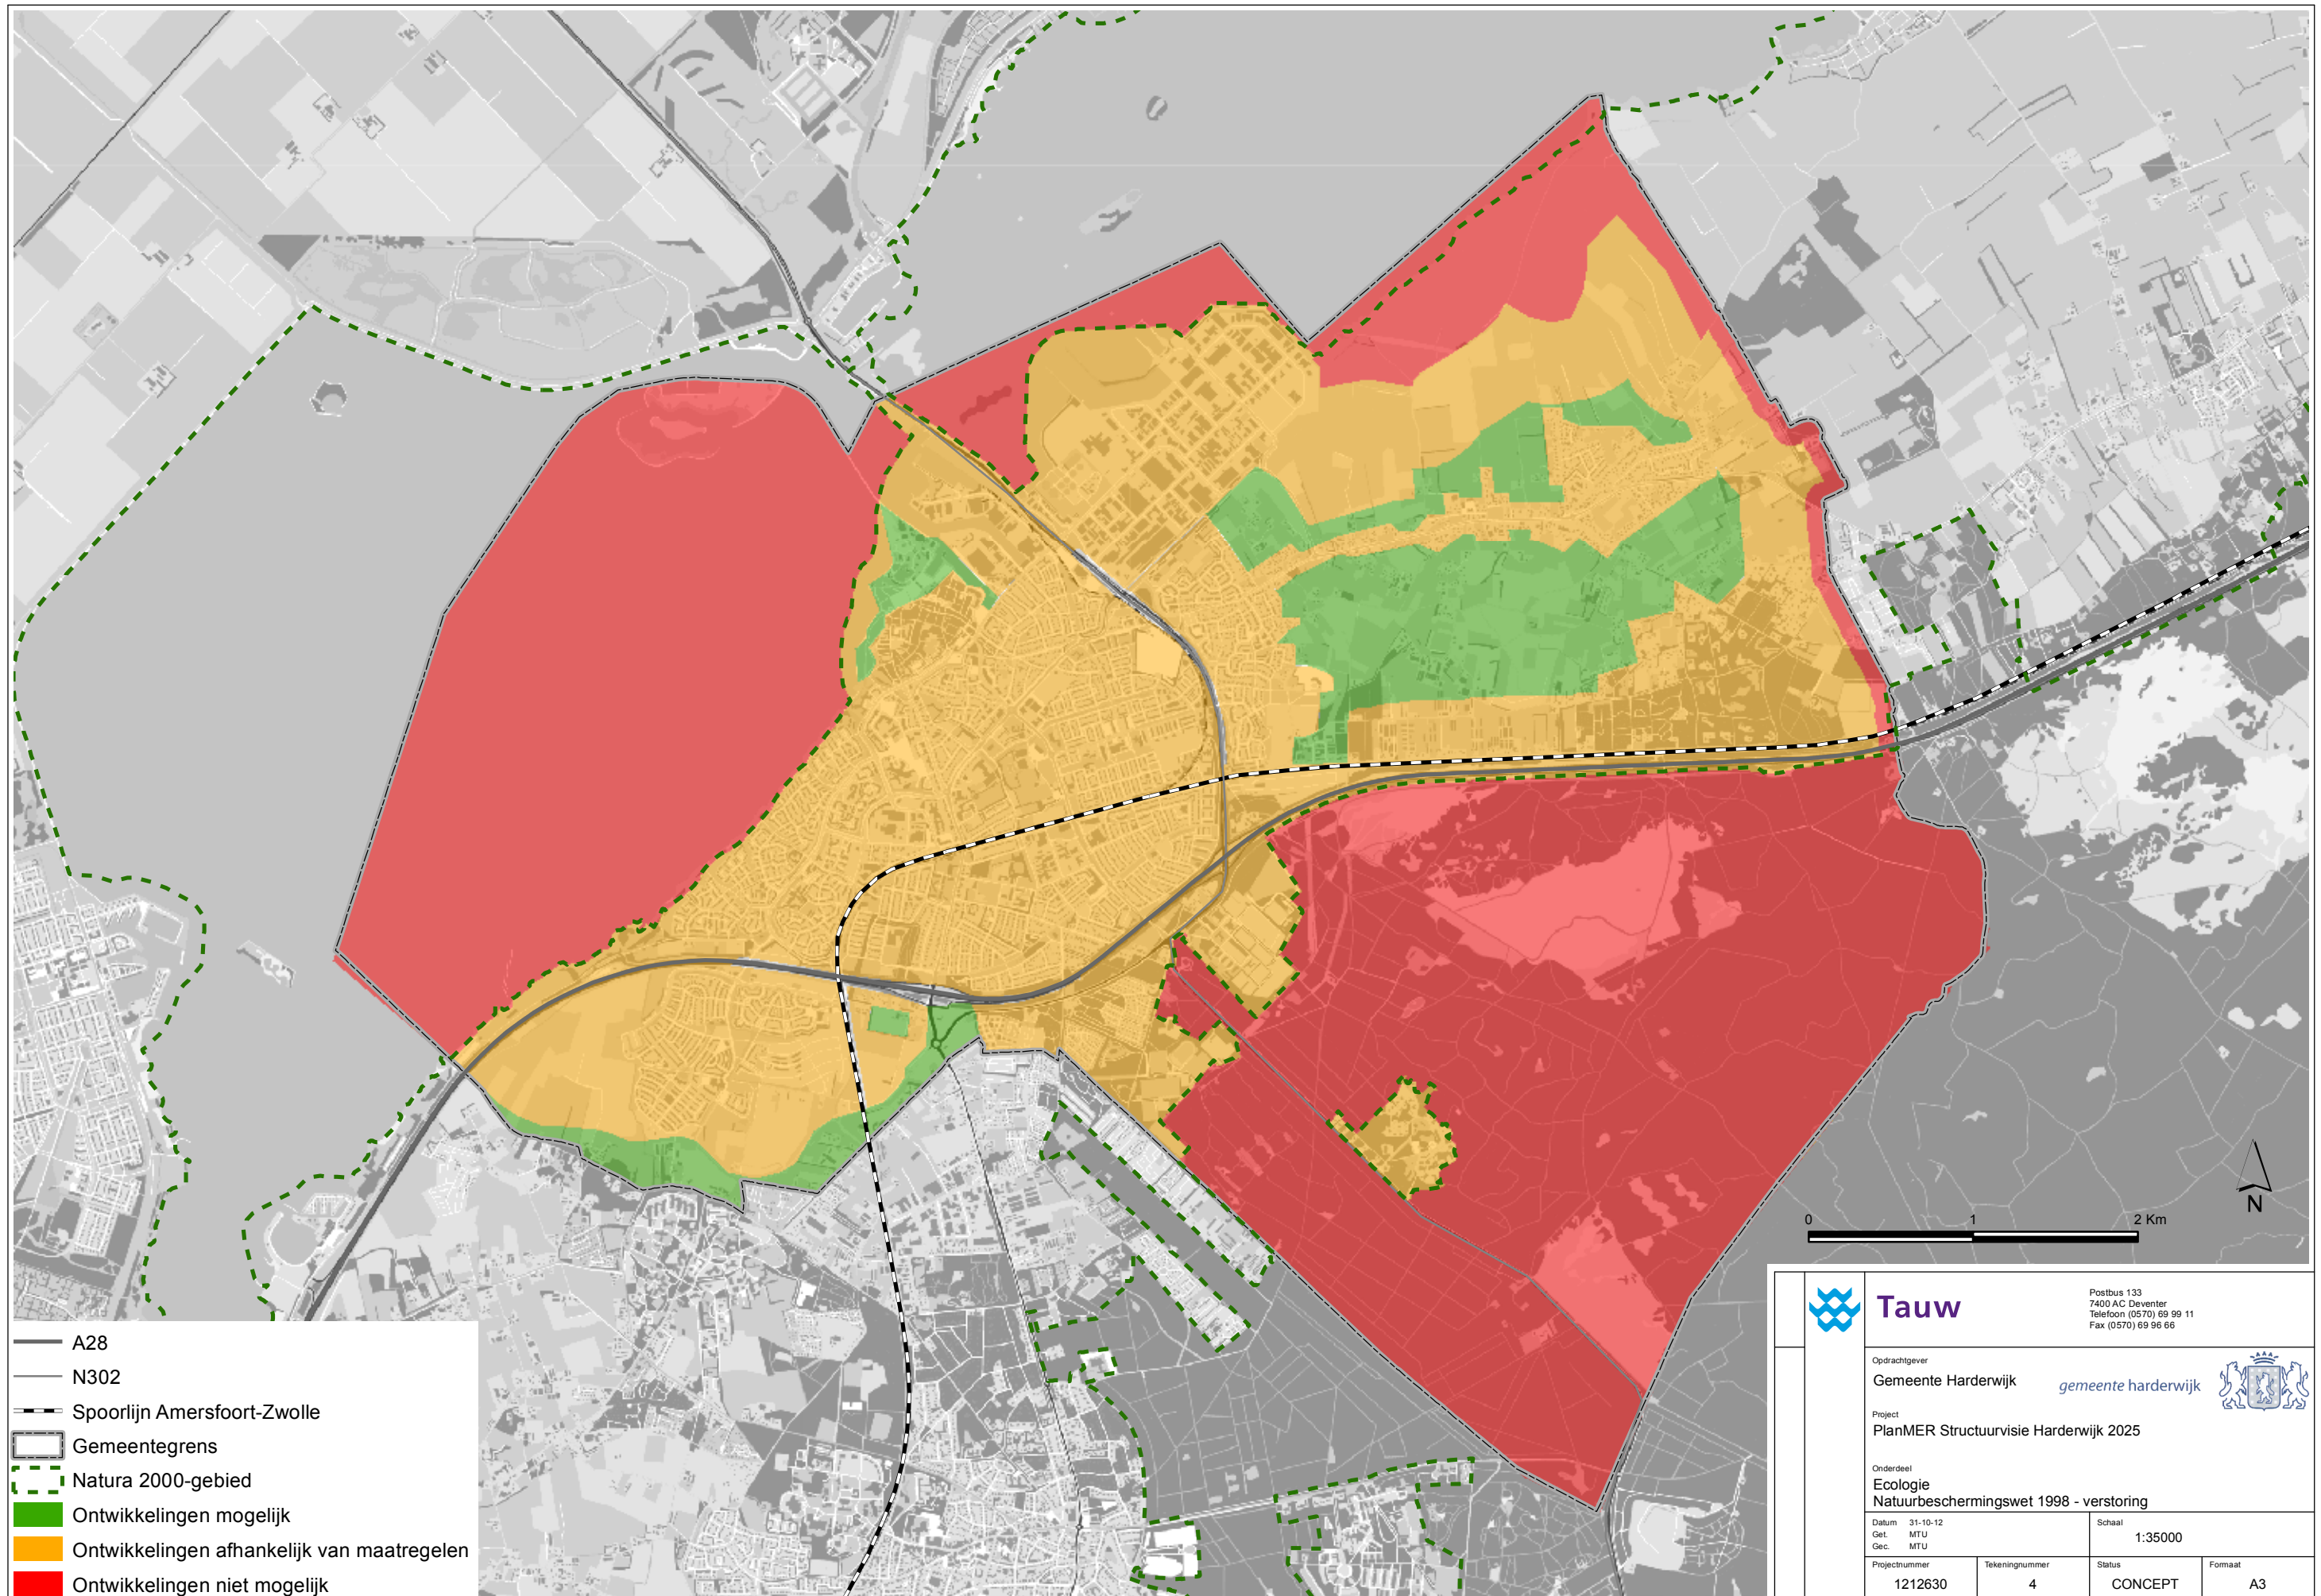 0 1 2 Km
N
A28
N302
Spoorlijn Amersfoort-Zwolle
Gemeentegrens
Natura 2000-gebied
Ontwikkelingen mogelijk
Ontwikkelingen afhankelijk van maatregelen
Ontwikkelingen niet mogelijk
Tauw
Postbus 133
7400 AC Deventer
Telefoon (0570) 69 99 11
Fax (0570) 69 96 66
Opdrachtgever
Gemeente Harderwijk
gemeente harderwijk
Project
PlanMER Structuurvisie Harderwijk 2025
Onderdeel
Ecologie
Natuurbeschermingswet 1998 - verstoring
Datum 31-10-12
Get. MTU
Gec. MTU
Schaal
1:35000
Projectnummer
1212630
Tekeningnummer
4
Status
CONCEPT
Formaat
A3